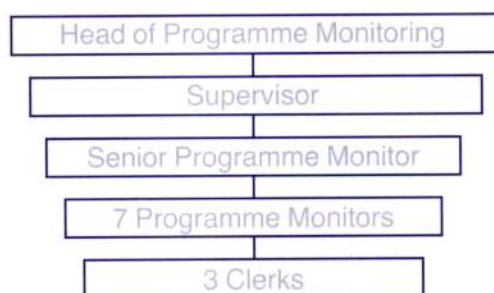 Head of Programme Monitoring
Supervisor
Senior Programme Monitor
7 Programme Monitors
3 Clerks